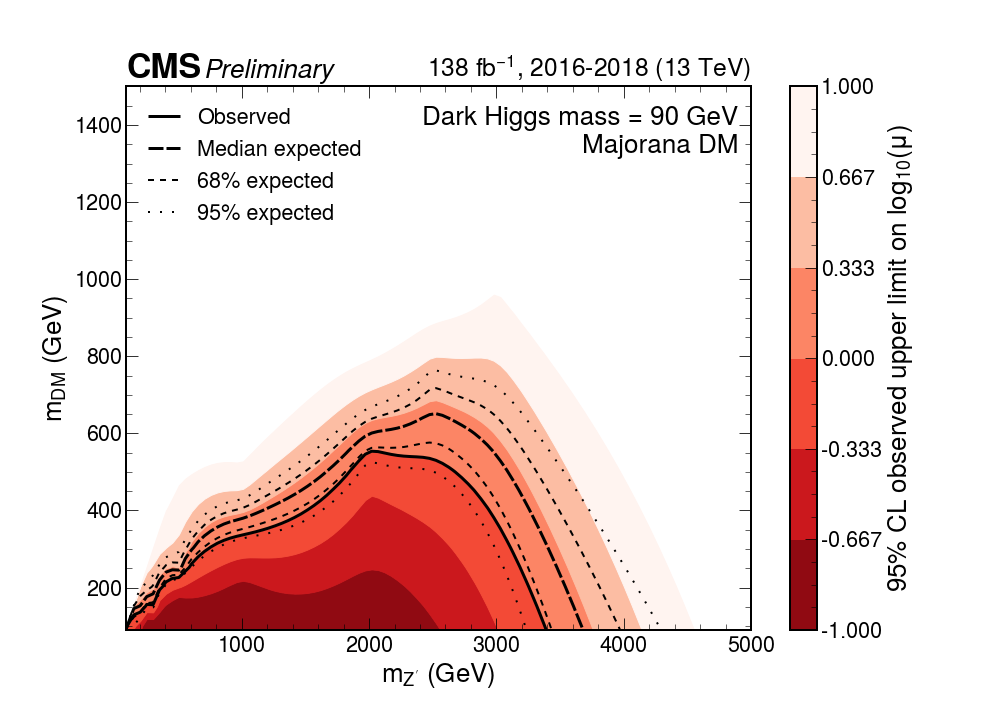 CMS Preliminary 138 fb⁻¹, 2016-2018 (13 TeV)
Observed
Median expected
68% expected
95% expected
Dark Higgs mass = 90 GeV
Majorana DM
1400
1200
1000
800
600
400
200
m_DM (GeV)
1000 2000 3000 4000 5000
m_Z′ (GeV)
1.000
0.667
0.333
0.000
-0.333
-0.667
-1.000
95% CL observed upper limit on log₁₀(μ)